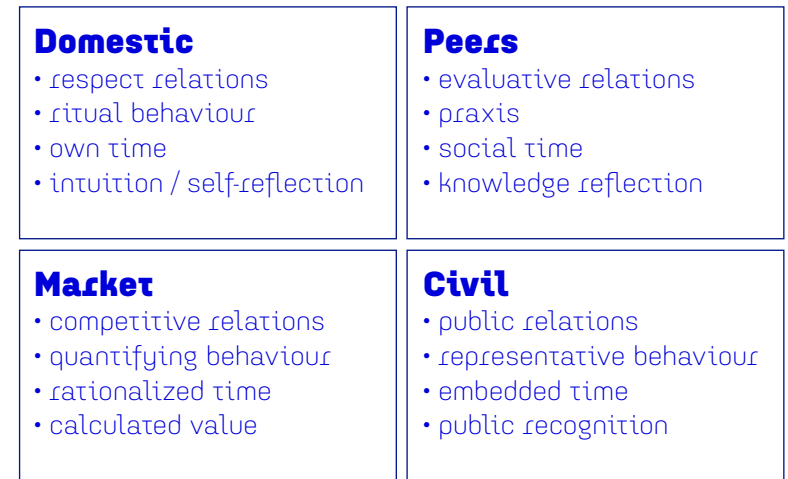 Domestic
• respect relations
• ritual behaviour
• own time
• intuition / self-reflection
Peers
• evaluative relations
• praxis
• social time
• knowledge reflection
Market
• competitive relations
• quantifying behaviour
• rationalized time
• calculated value
Civil
• public relations
• representative behaviour
• embedded time
• public recognition